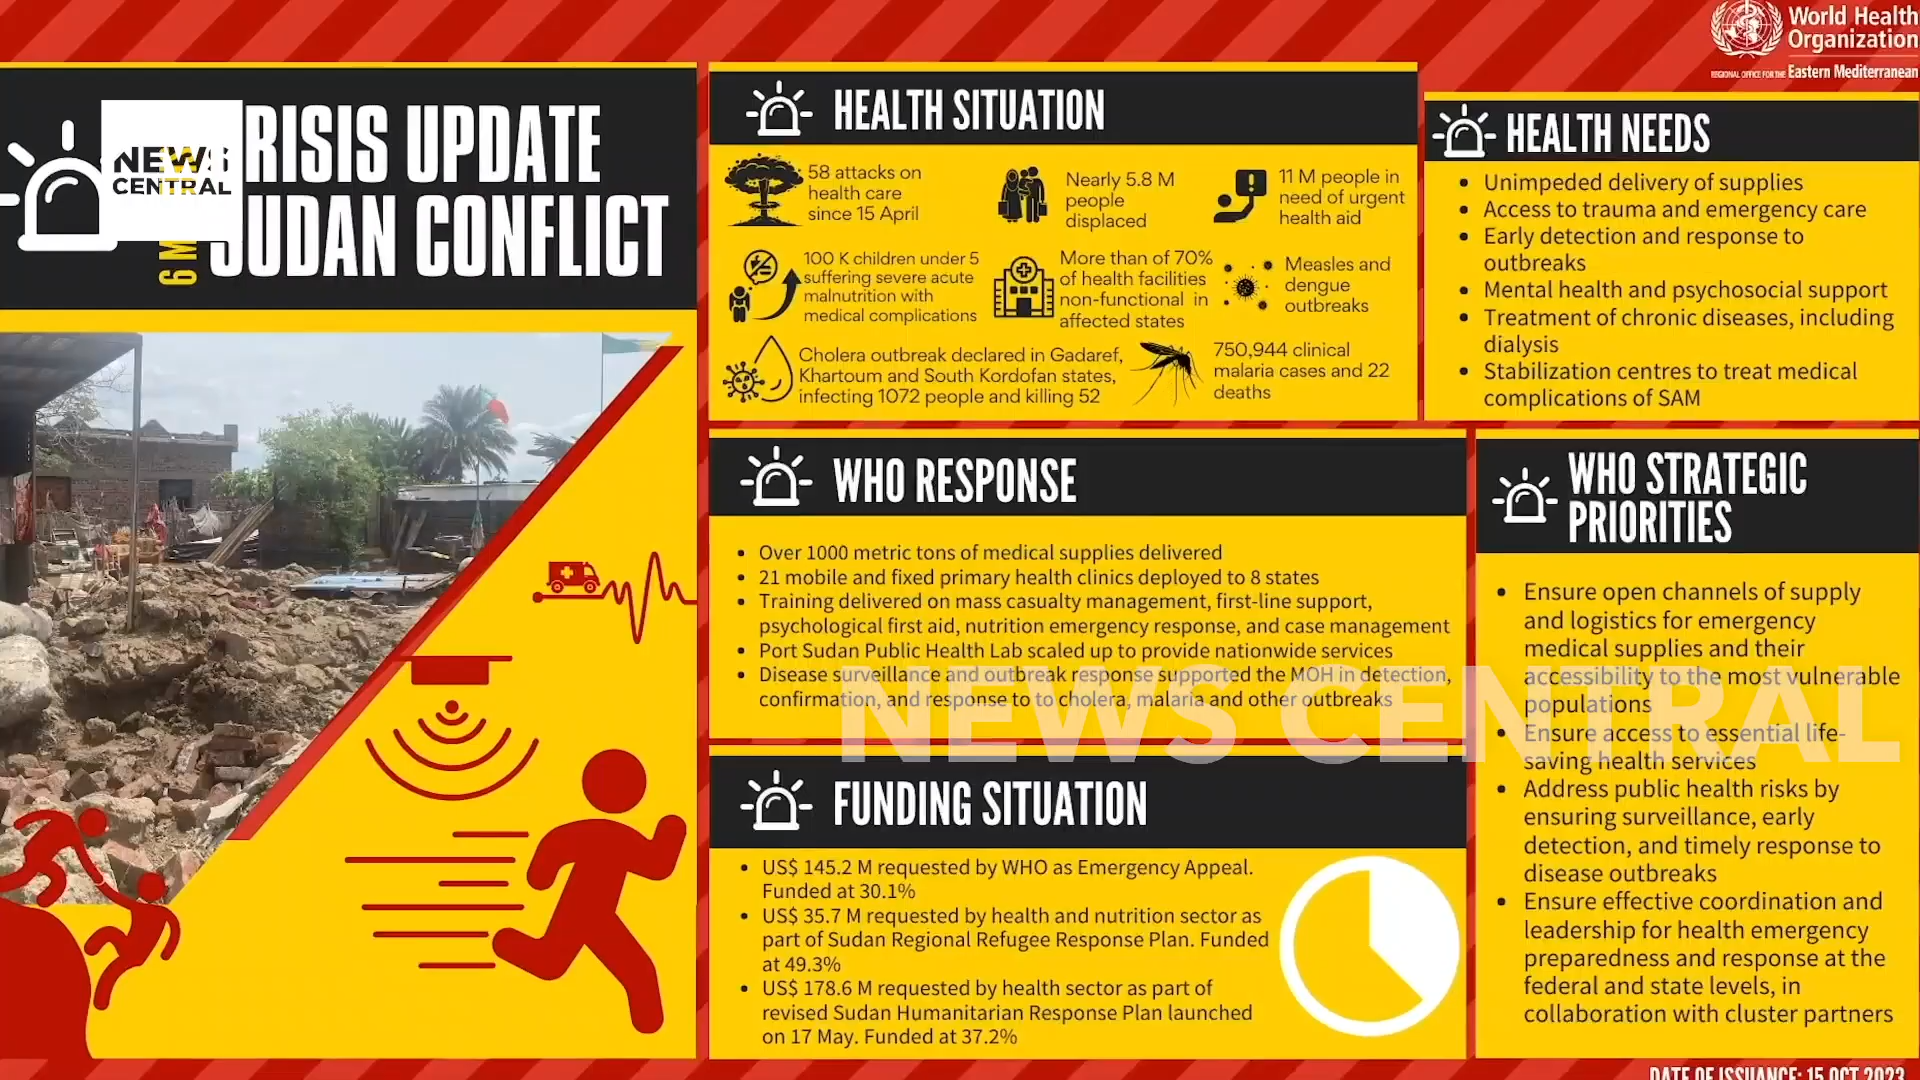 World Health
Organization
REGIONAL OFFICE FOR THE Eastern Mediterranean
NEWS
CENTRAL
RISIS UPDATE
SUDAN CONFLICT
6 M
HEALTH SITUATION
58 attacks on
health care
since 15 April
Nearly 5.8 M
people
displaced
11 M people in
need of urgent
health aid
100 K children under 5
suffering severe acute
malnutrition with
medical complications
More than of 70%
of health facilities
non-functional in
affected states
Measles and
dengue
outbreaks
Cholera outbreak declared in Gadaref,
Khartoum and South Kordofan states,
infecting 1072 people and killing 52
750,944 clinical
malaria cases and 22
deaths
HEALTH NEEDS
• Unimpeded delivery of supplies
• Access to trauma and emergency care
• Early detection and response to
outbreaks
• Mental health and psychosocial support
• Treatment of chronic diseases, including
dialysis
• Stabilization centres to treat medical
complications of SAM
WHO RESPONSE
• Over 1000 metric tons of medical supplies delivered
• 21 mobile and fixed primary health clinics deployed to 8 states
• Training delivered on mass casualty management, first-line support,
psychological first aid, nutrition emergency response, and case management
• Port Sudan Public Health Lab scaled up to provide nationwide services
• Disease surveillance and outbreak response supported the MOH in detection,
confirmation, and response to to cholera, malaria and other outbreaks
WHO STRATEGIC
PRIORITIES
• Ensure open channels of supply
and logistics for emergency
medical supplies and their
accessibility to the most vulnerable
populations
• Ensure access to essential life-
saving health services
• Address public health risks by
ensuring surveillance, early
detection, and timely response to
disease outbreaks
• Ensure effective coordination and
leadership for health emergency
preparedness and response at the
federal and state levels, in
collaboration with cluster partners
NEWS CENTRAL
FUNDING SITUATION
• US$ 145.2 M requested by WHO as Emergency Appeal.
Funded at 30.1%
• US$ 35.7 M requested by health and nutrition sector as
part of Sudan Regional Refugee Response Plan. Funded
at 49.3%
• US$ 178.6 M requested by health sector as part of
revised Sudan Humanitarian Response Plan launched
on 17 May. Funded at 37.2%
DATE OF ISSUANCE: 15 OCT 2023